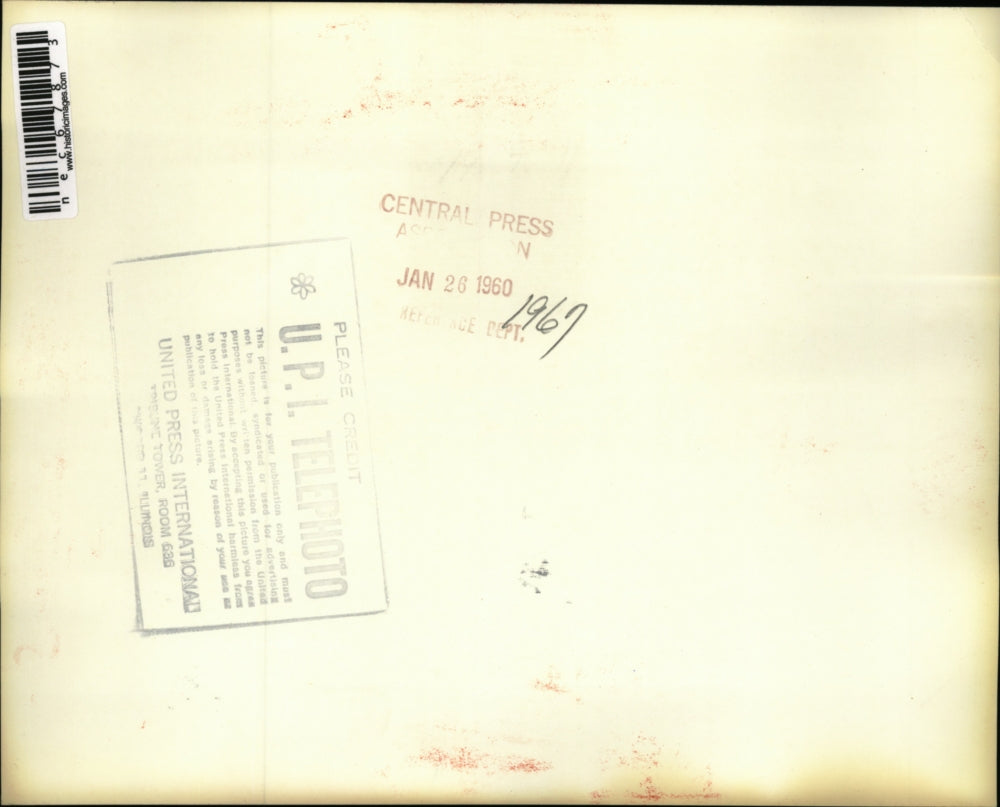 nec67873
www.historicimages.com
CENTRAL PRESS
JAN 26 1960
DEPT.
1967
PLEASE CREDIT
U.P.I. TELEPHOTO
This picture is for your publication only and must
not be loaned, syndicated or used for advertising
purposes without written permission from the United
Press International. By accepting this picture you agree
to hold the United Press International harmless from
any loss or damage arising by reason of your use or
publication of this picture.
UNITED PRESS INTERNATIONAL
TOWER, ROOM 636
11, ILLINOIS